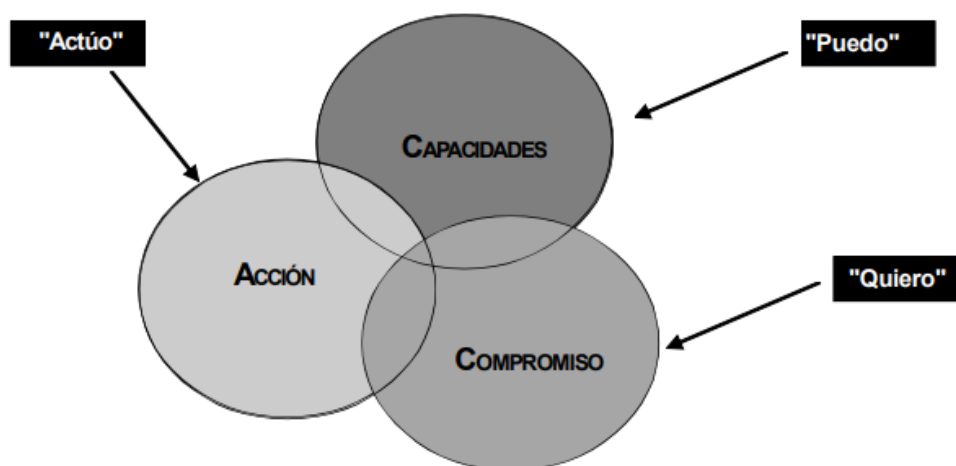 "Actúo"
"Puedo"
CAPACIDADES
ACCIÓN
"Quiero"
COMPROMISO